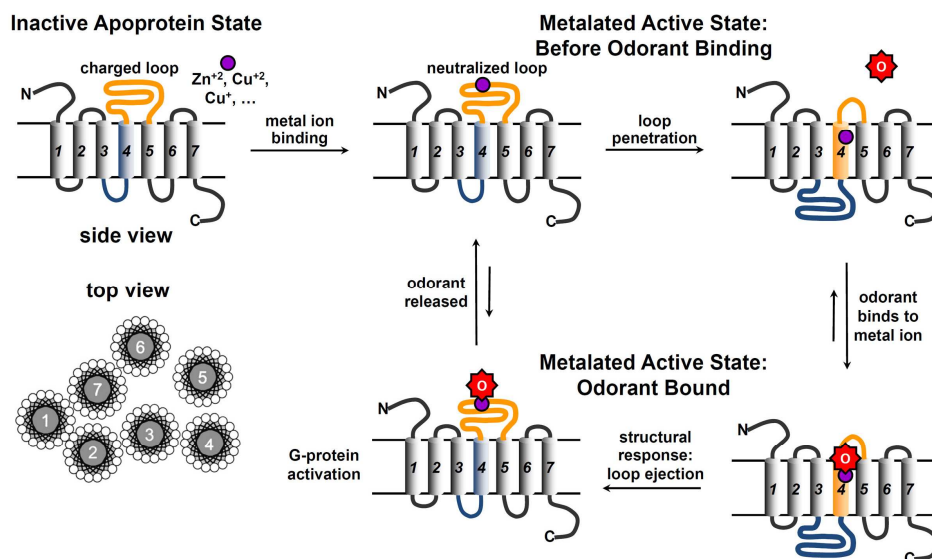 Inactive Apoprotein State
charged loop
Zn+2, Cu+2,
Cu+, ...
N
1 2 3 4 5 6 7
C
side view
metal ion
binding
neutralized loop
N
1 2 3 4 5 6 7
C
loop
penetration
Metalated Active State:
Before Odorant Binding
O
N
1 2 3 4 5 6 7
C
top view
6
7
5
1
3
4
2
odorant
released
odorant
binds to
metal ion
Metalated Active State:
Odorant Bound
O
N
1 2 3 4 5 6 7
C
G-protein
activation
structural
response:
loop ejection
N
O
1 2 3 4 5 6 7
C